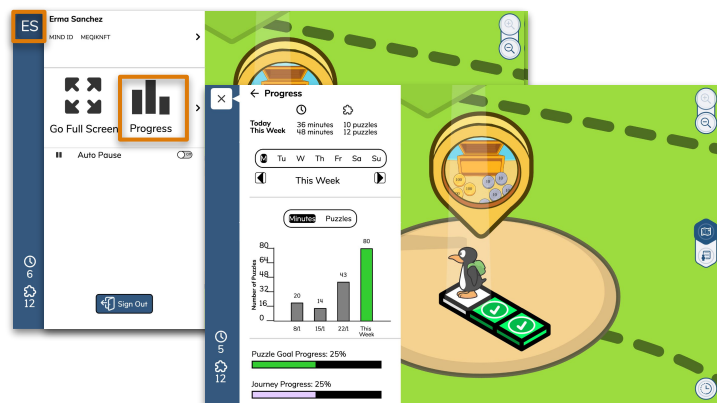 ES
Erma Sanchez
MIND ID MEQIKNFT
Go Full Screen
Progress
Auto Pause
Off
6
12
Sign Out
Progress
Today 36 minutes 10 puzzles
This Week 48 minutes 12 puzzles
M Tu W Th Fr Sa Su
This Week
Minutes Puzzles
Number of Puzzles
80
64
48
32
16
0
20
14
43
80
8/1 15/1 22/1 This
Week
5
12
Puzzle Goal Progress: 25%
Journey Progress: 25%